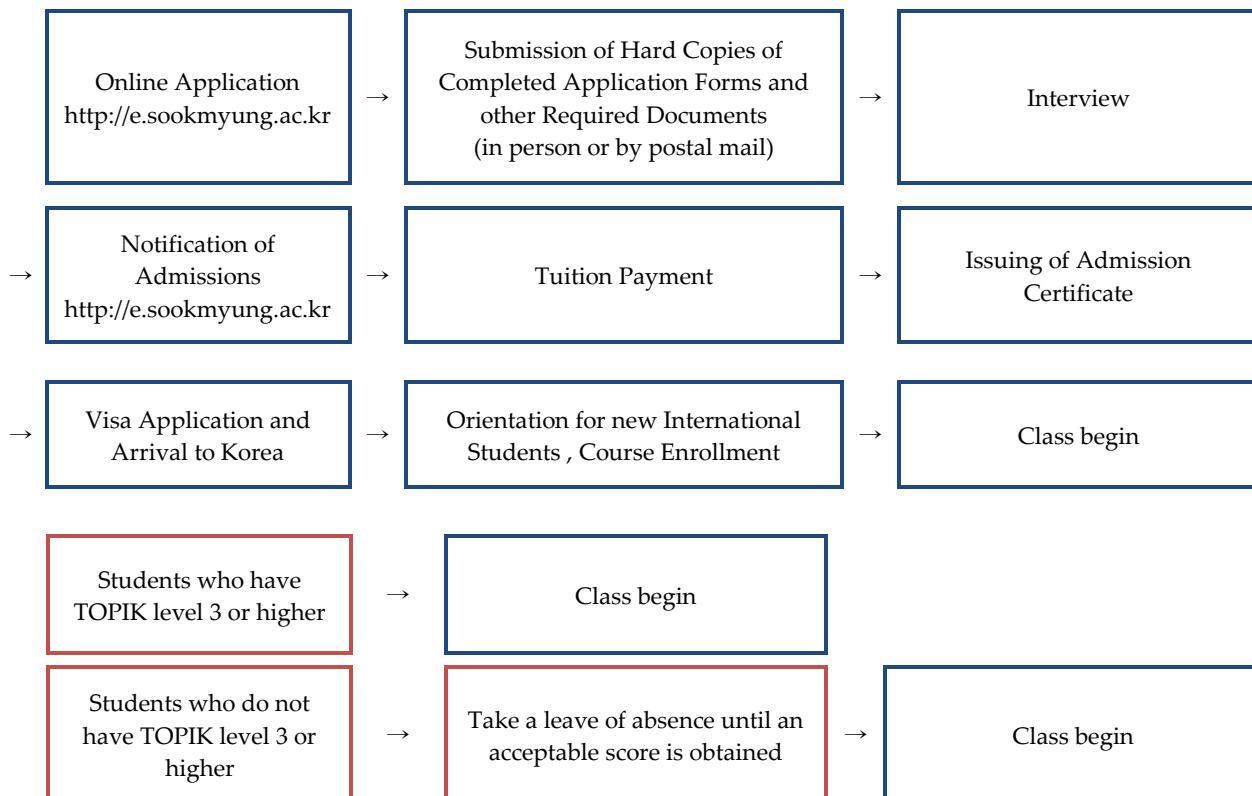 Online Application
http://e.sookmyung.ac.kr
→
Submission of Hard Copies of
Completed Application Forms and
other Required Documents
(in person or by postal mail)
→
Interview
→
Notification of
Admissions
http://e.sookmyung.ac.kr
→
Tuition Payment
→
Issuing of Admission
Certificate
→
Visa Application and
Arrival to Korea
→
Orientation for new International
Students , Course Enrollment
→
Class begin
Students who have
TOPIK level 3 or higher
→
Class begin
Students who do not
have TOPIK level 3 or
higher
→
Take a leave of absence until an
acceptable score is obtained
→
Class begin